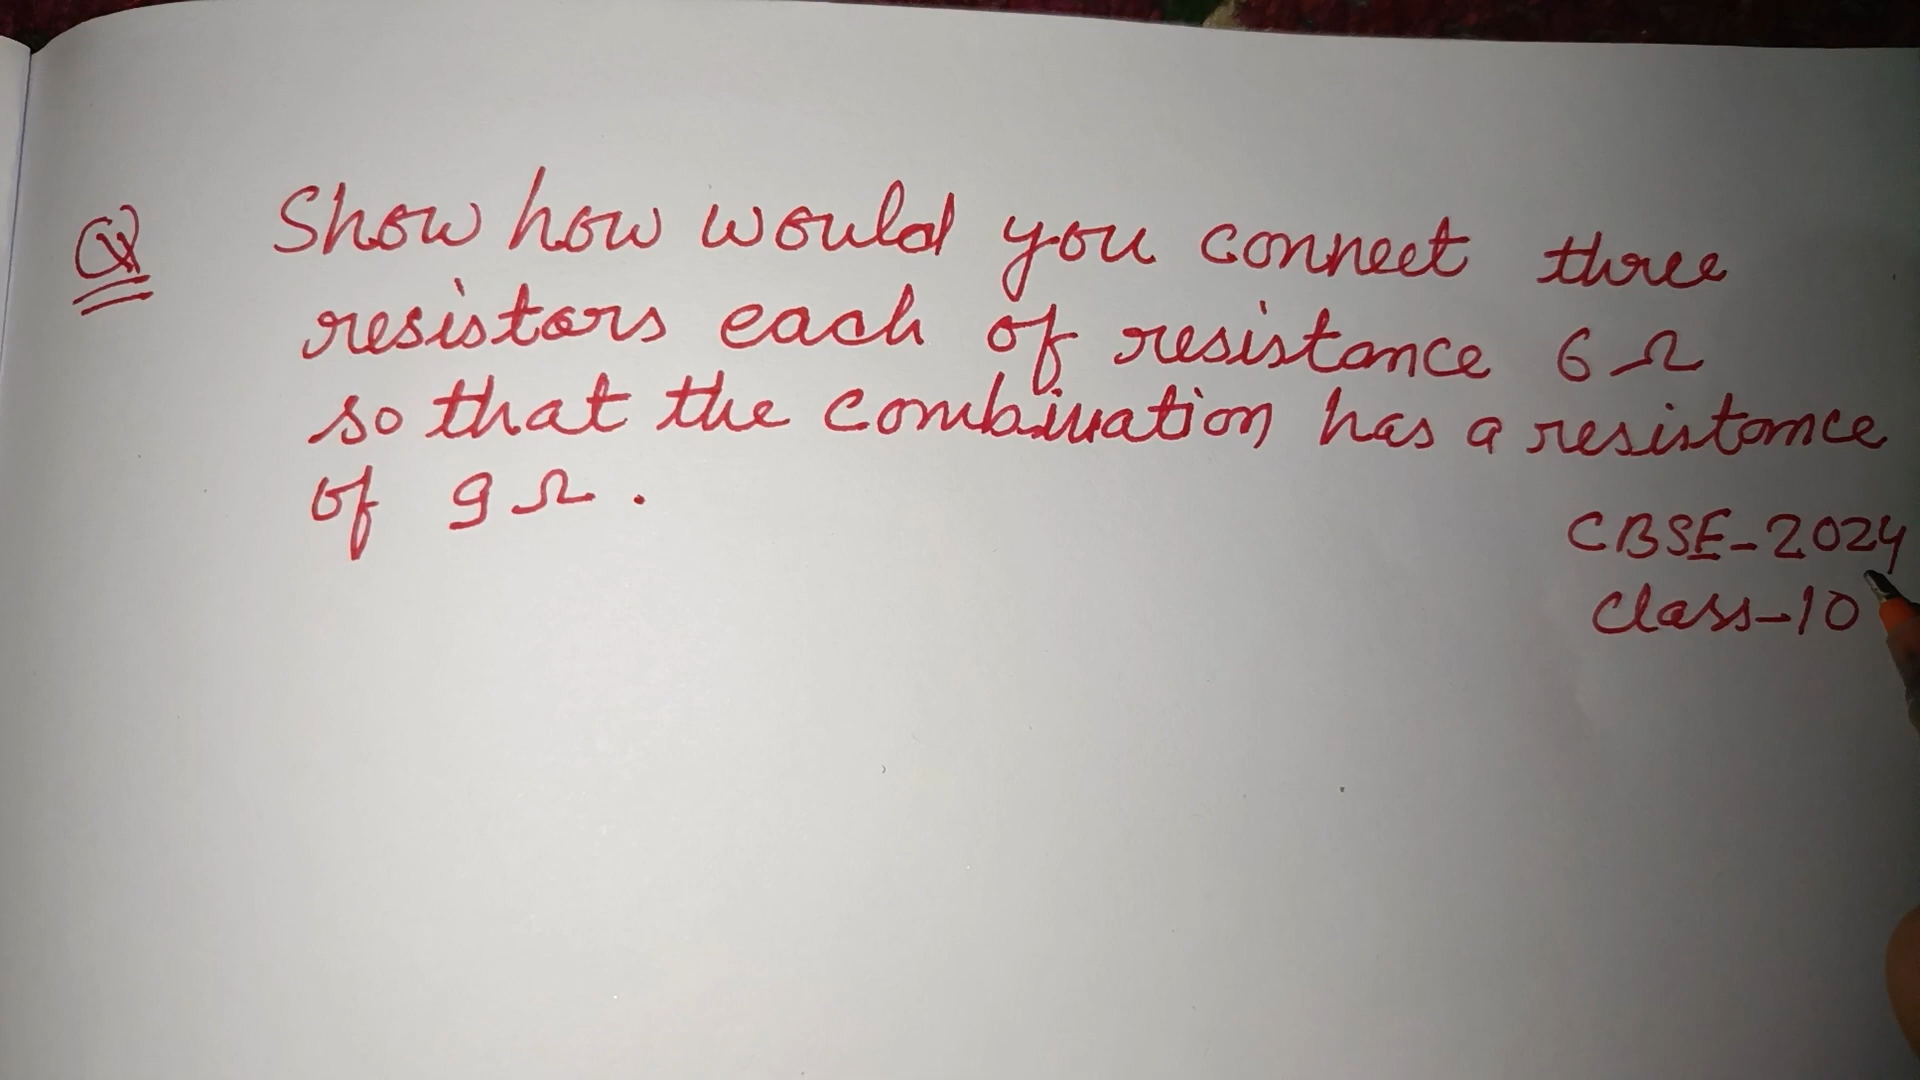 Q Show how would you connect three
resistors each of resistance 6 Ω
so that the combination has a resistance
of 9 Ω.
CBSE-2024
Class-10